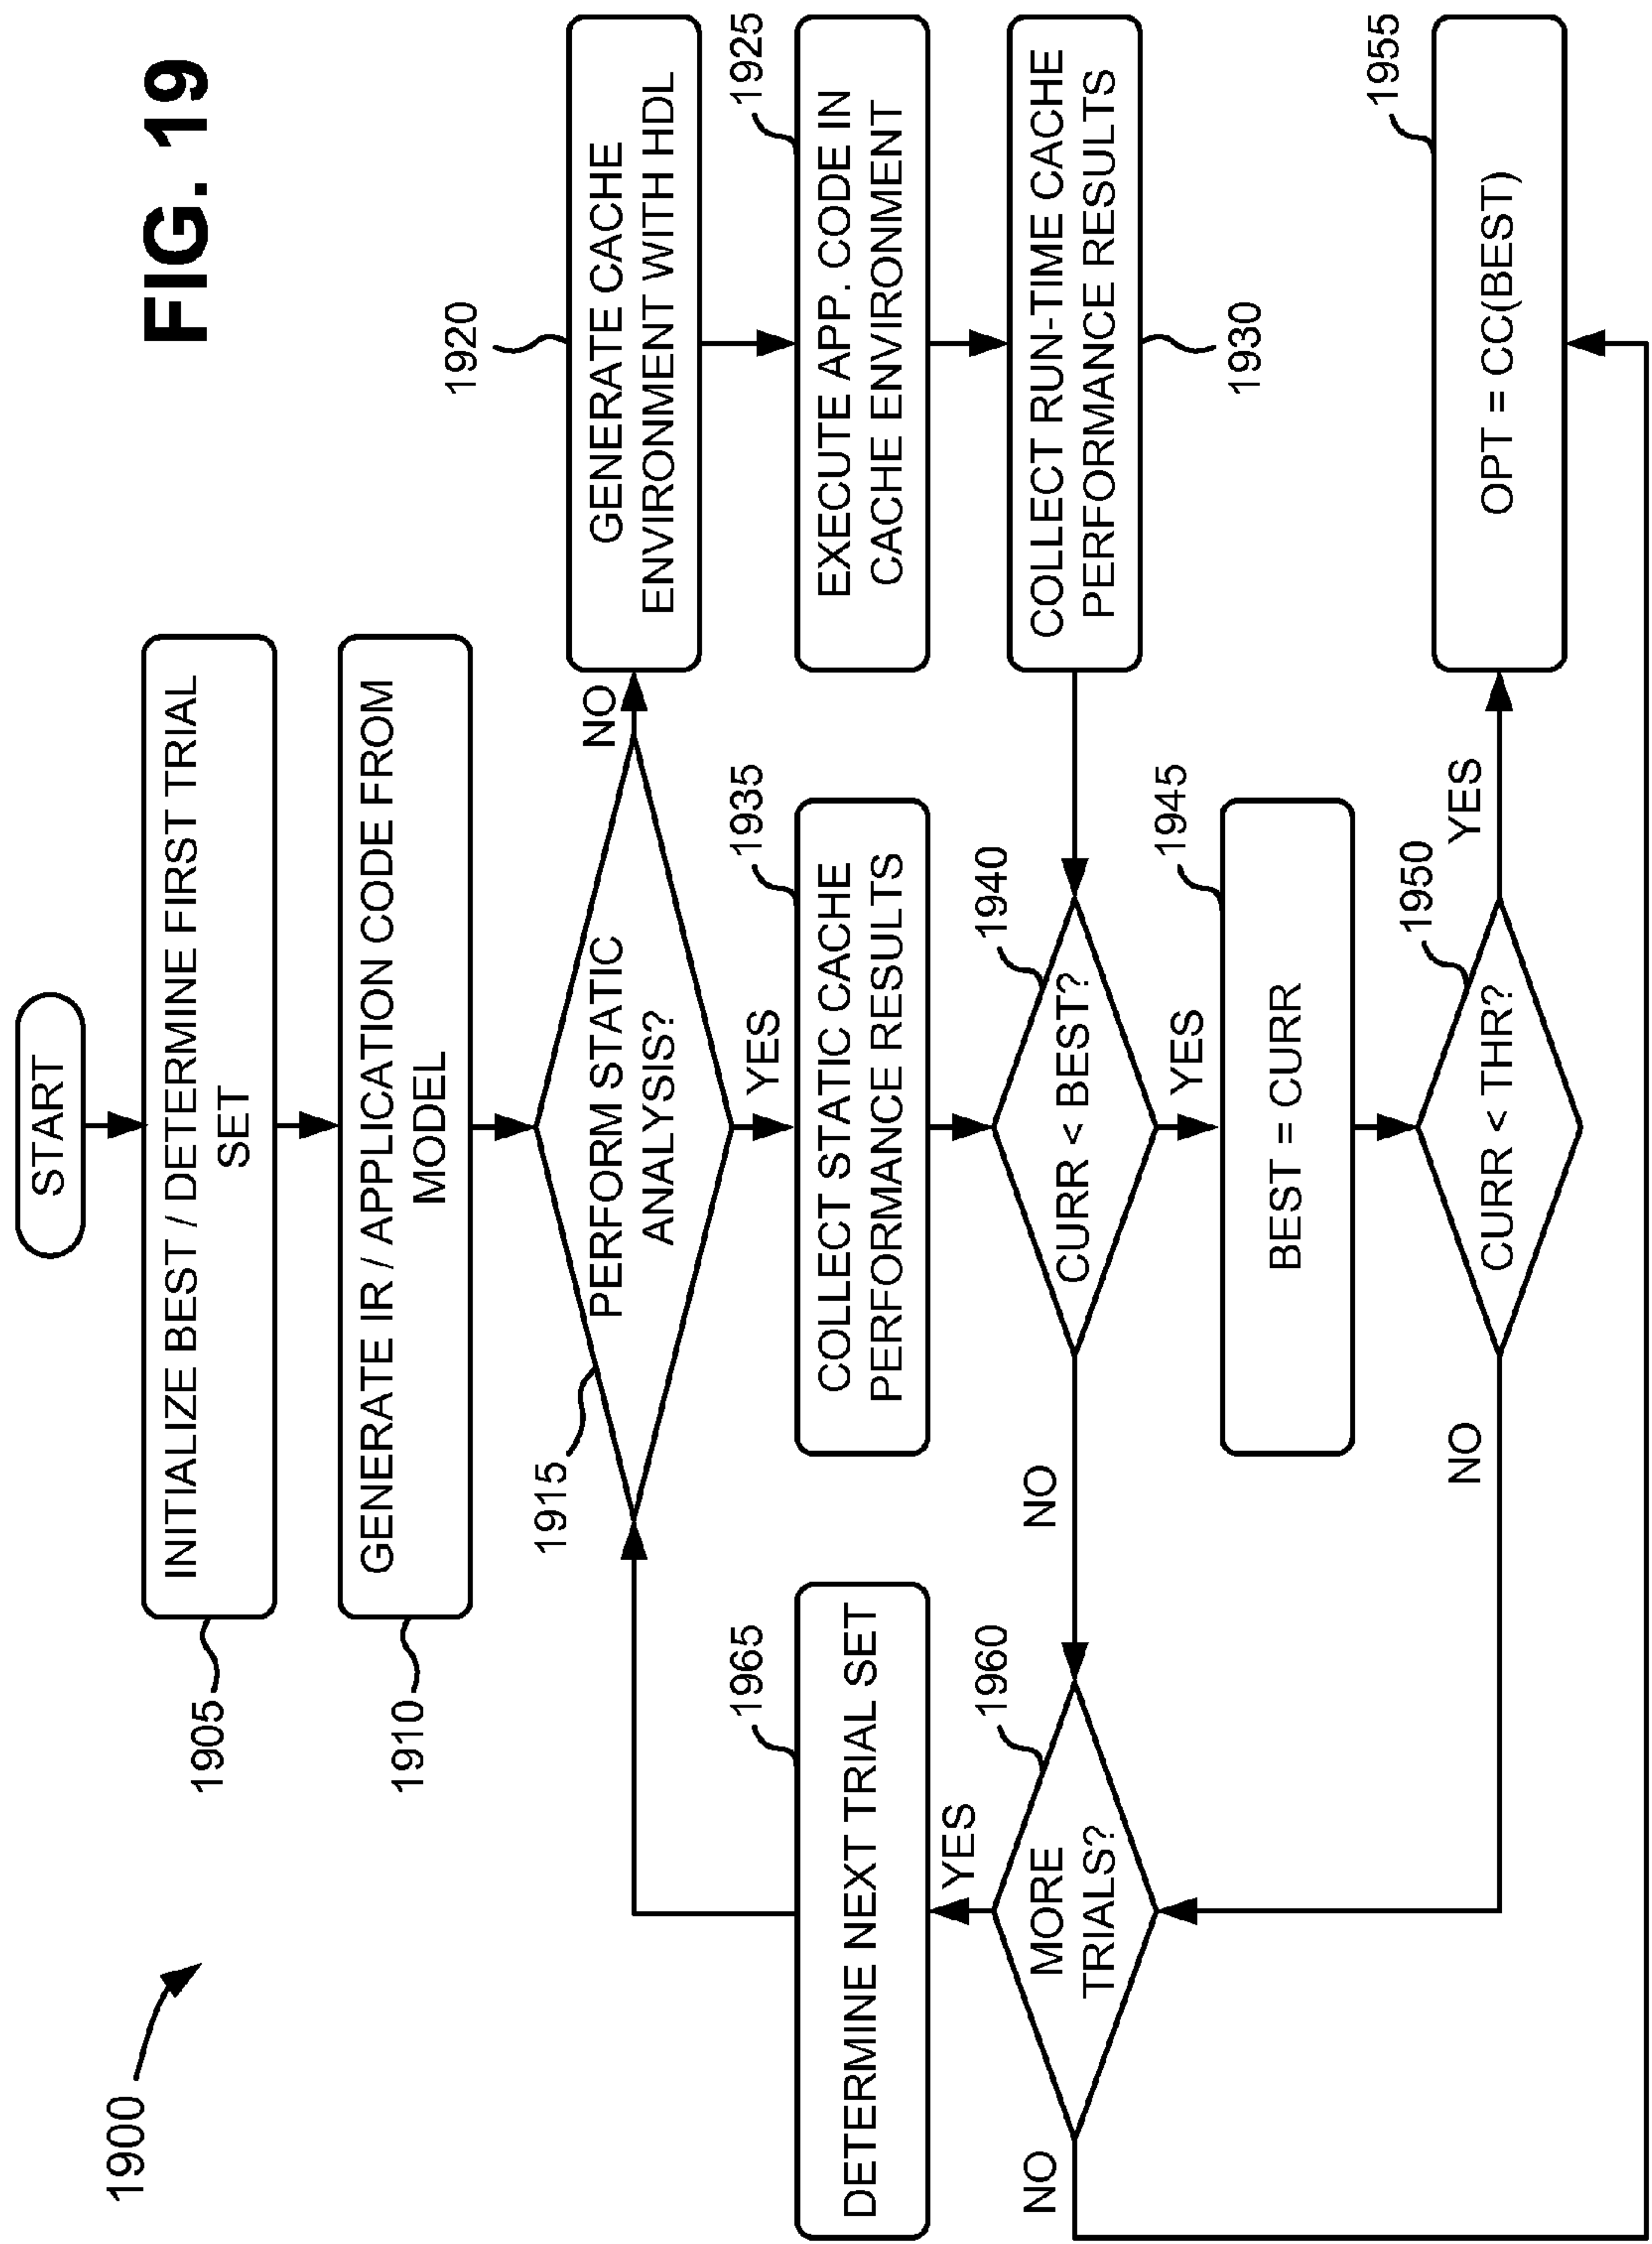 FIG. 19
1900
START
1905
INITIALIZE BEST / DETERMINE FIRST TRIAL
SET
1910
GENERATE IR / APPLICATION CODE FROM
MODEL
1915
PERFORM STATIC
ANALYSIS?
NO
YES
1920
GENERATE CACHE
ENVIRONMENT WITH HDL
1925
EXECUTE APP. CODE IN
CACHE ENVIRONMENT
COLLECT RUN-TIME CACHE
PERFORMANCE RESULTS
1930
1935
COLLECT STATIC CACHE
PERFORMANCE RESULTS
1940
CURR < BEST?
NO
YES
1945
BEST = CURR
1950
CURR < THR?
NO
YES
1955
OPT = CC(BEST)
1960
MORE
TRIALS?
NO
YES
1965
DETERMINE NEXT TRIAL SET